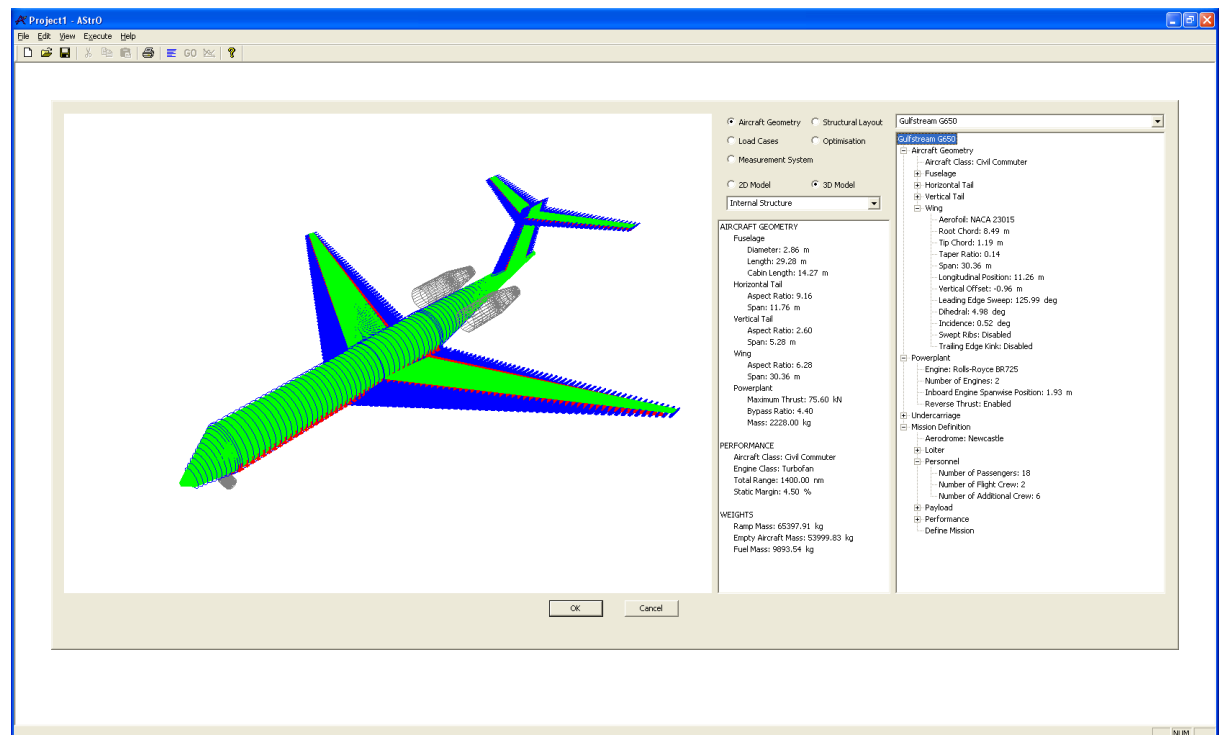 Project1 - AStrO
File Edit View Execute Help
GO
Aircraft Geometry Structural Layout
Load Cases Optimisation
Measurement System
2D Model 3D Model
Internal Structure
AIRCRAFT GEOMETRY
Fuselage
Diameter: 2.86 m
Length: 29.28 m
Cabin Length: 14.27 m
Horizontal Tail
Aspect Ratio: 9.16
Span: 11.76 m
Vertical Tail
Aspect Ratio: 2.60
Span: 5.28 m
Wing
Aspect Ratio: 6.28
Span: 30.36 m
Powerplant
Maximum Thrust: 75.60 kN
Bypass Ratio: 4.40
Mass: 2228.00 kg
PERFORMANCE
Aircraft Class: Civil Commuter
Engine Class: Turbofan
Total Range: 1400.00 nm
Static Margin: 4.50 %
WEIGHTS
Ramp Mass: 65397.91 kg
Empty Aircraft Mass: 53999.83 kg
Fuel Mass: 9893.54 kg
Gulfstream G650
Gulfstream G650
Aircraft Geometry
Aircraft Class: Civil Commuter
Fuselage
Horizontal Tail
Vertical Tail
Wing
Aerofoil: NACA 23015
Root Chord: 8.49 m
Tip Chord: 1.19 m
Taper Ratio: 0.14
Span: 30.36 m
Longitudinal Position: 11.26 m
Vertical Offset: -0.96 m
Leading Edge Sweep: 125.99 deg
Dihedral: 4.98 deg
Incidence: 0.52 deg
Swept Ribs: Disabled
Trailing Edge Kink: Disabled
Powerplant
Engine: Rolls-Royce BR725
Number of Engines: 2
Inboard Engine Spanwise Position: 1.93 m
Reverse Thrust: Enabled
Undercarriage
Mission Definition
Aerodrome: Newcastle
Loiter
Personnel
Number of Passengers: 18
Number of Flight Crew: 2
Number of Additional Crew: 6
Payload
Performance
Define Mission
OK Cancel
NUM